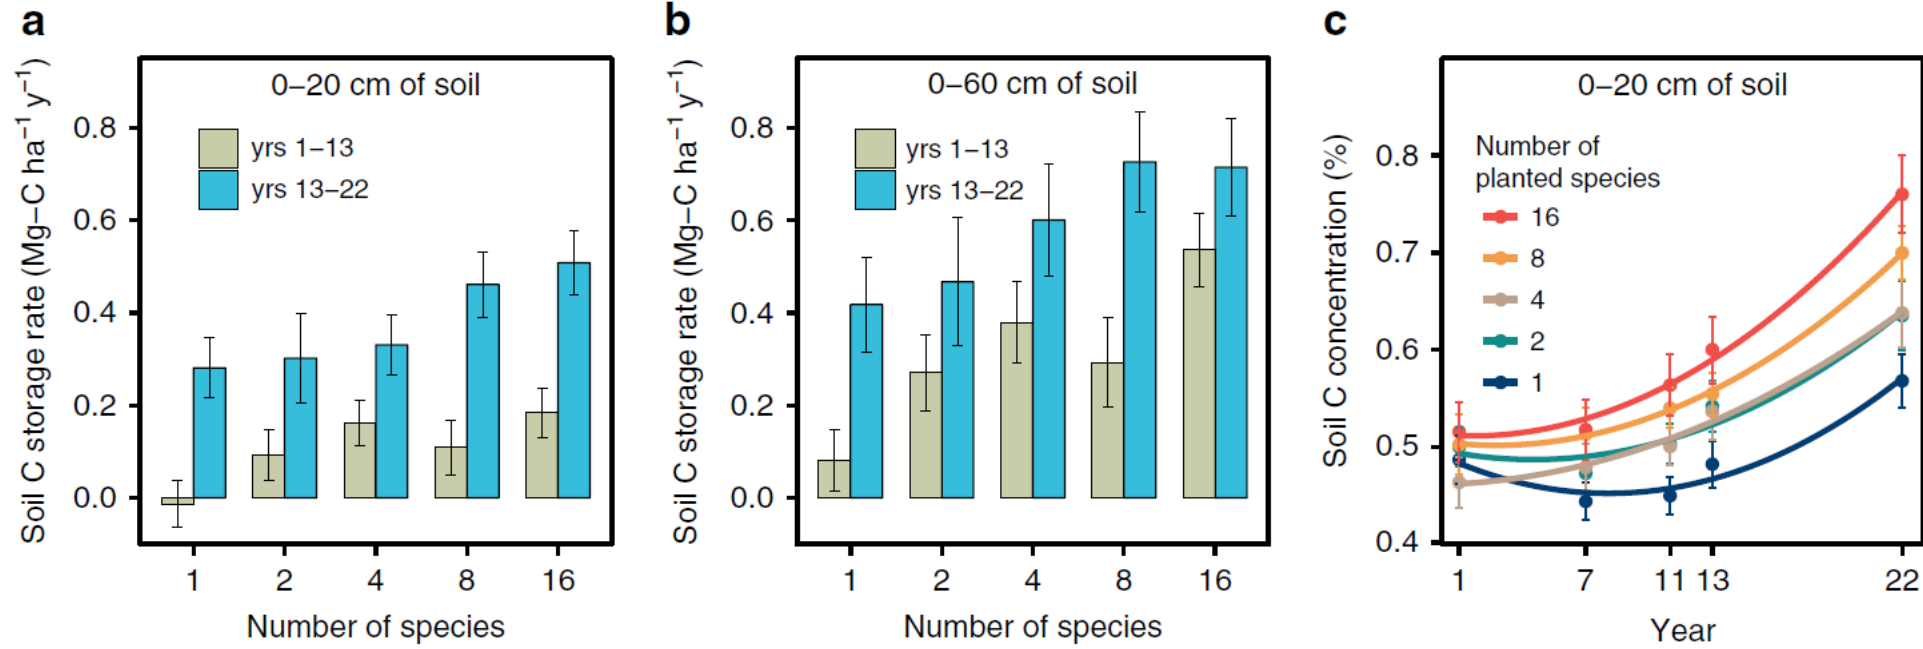 a
0–20 cm of soil
Soil C storage rate (Mg–C ha⁻¹ y⁻¹)
yrs 1–13
yrs 13–22
0.8
0.6
0.4
0.2
0.0
1 2 4 8 16
Number of species
b
0–60 cm of soil
Soil C storage rate (Mg–C ha⁻¹ y⁻¹)
yrs 1–13
yrs 13–22
0.8
0.6
0.4
0.2
0.0
1 2 4 8 16
Number of species
c
0–20 cm of soil
Soil C concentration (%)
Number of
planted species
16
8
4
2
1
0.8
0.7
0.6
0.5
0.4
1 7 11 13 22
Year